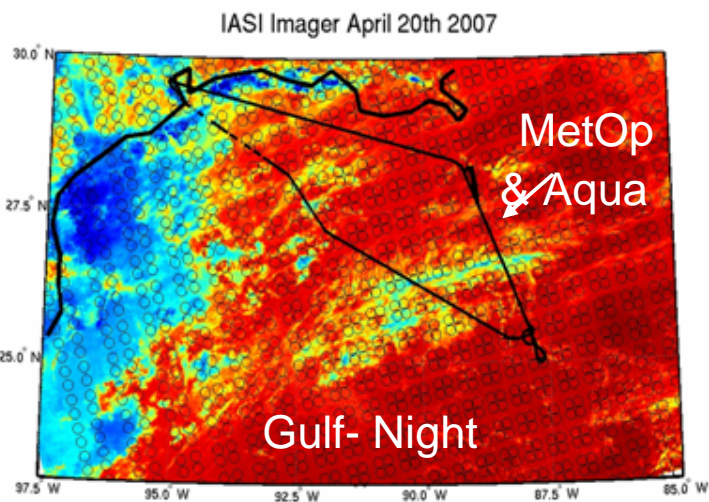 IASI Imager April 20th 2007
30.0° N
MetOp
& Aqua
27.5° N
25.0° N
Gulf- Night
97.5° W
95.0° W
92.5° W
90.0° W
87.5° W
85.0° W